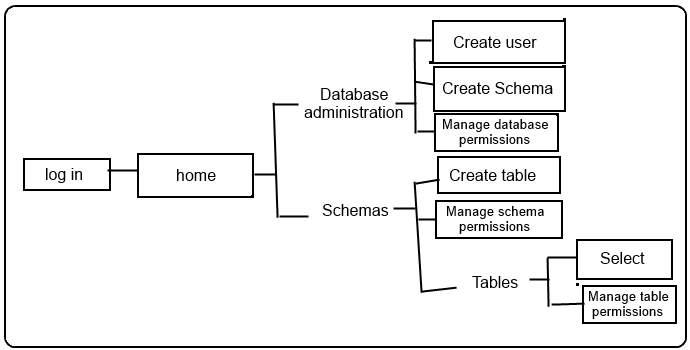 Create user
Database
administration
Create Schema
Manage database
permissions
log in
home
Create table
Schemas
Manage schema
permissions
Select
Tables
Manage table
permissions